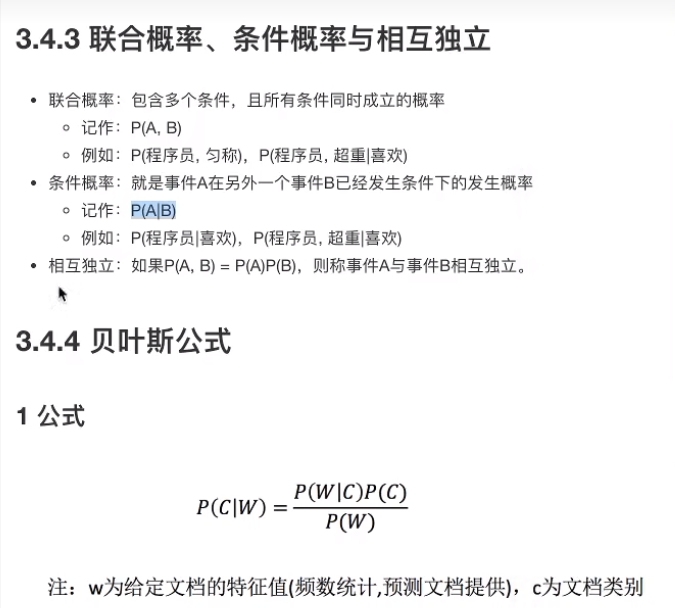 3.4.3 联合概率、条件概率与相互独立
• 联合概率：包含多个条件，且所有条件同时成立的概率
○ 记作：P(A, B)
○ 例如：P(程序员, 匀称)，P(程序员, 超重|喜欢)
• 条件概率：就是事件A在另外一个事件B已经发生条件下的发生概率
○ 记作：P(A|B)
○ 例如：P(程序员|喜欢)，P(程序员, 超重|喜欢)
• 相互独立：如果P(A, B) = P(A)P(B)，则称事件A与事件B相互独立。
3.4.4 贝叶斯公式
1 公式
P(C|W) = P(W|C)P(C) / P(W)
注：w为给定文档的特征值(频数统计,预测文档提供)，c为文档类别